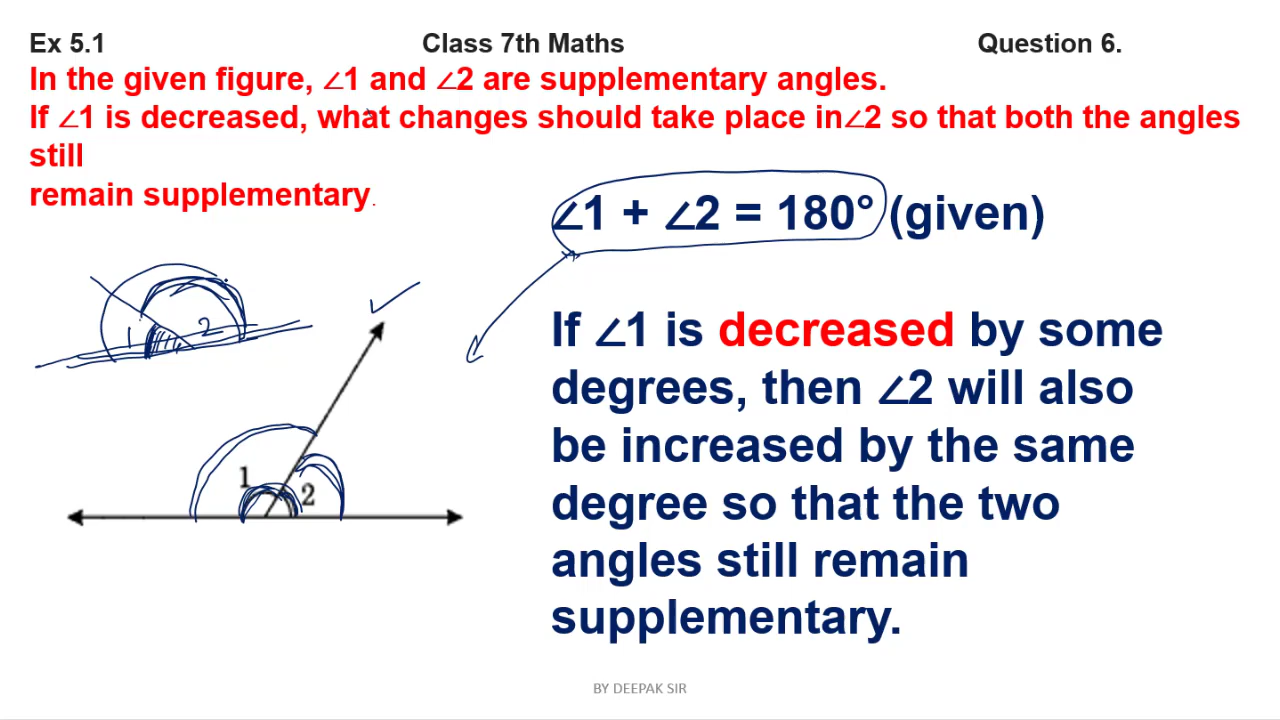 Ex 5.1 Class 7th Maths Question 6.
In the given figure, ∠1 and ∠2 are supplementary angles.
If ∠1 is decreased, what changes should take place in∠2 so that both the angles
still
remain supplementary.
∠1 + ∠2 = 180° (given)
1 2
If ∠1 is decreased by some
degrees, then ∠2 will also
be increased by the same
degree so that the two
angles still remain
supplementary.
1 2
BY DEEPAK SIR